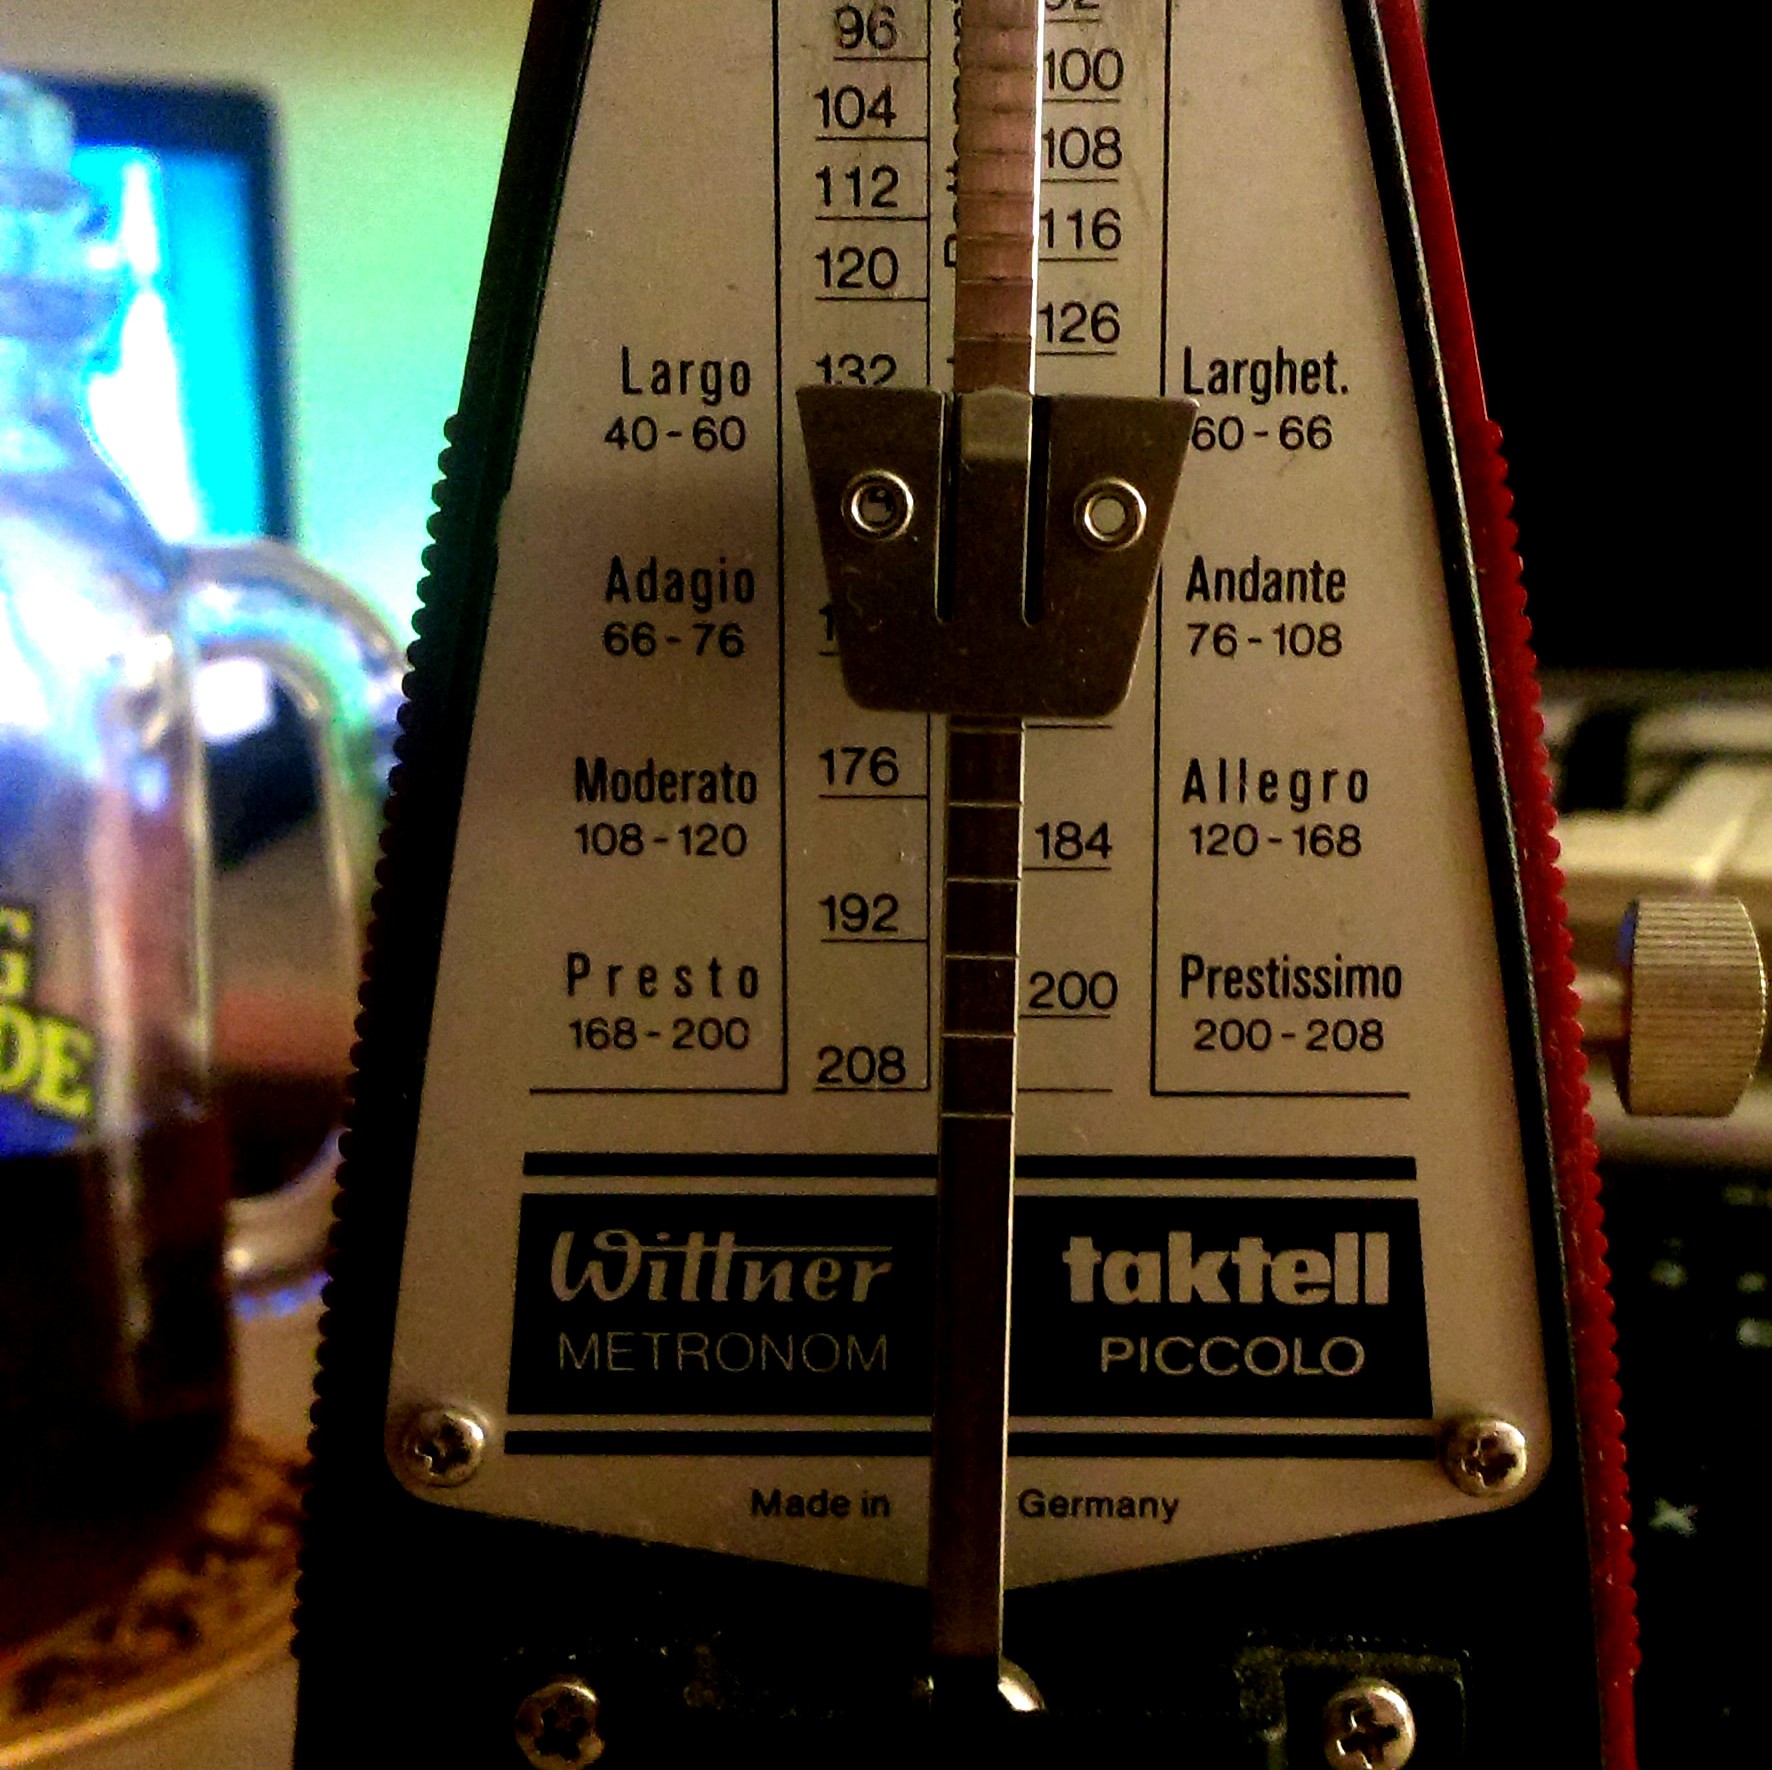 96
100
104
108
112
116
120
126
132
Largo
40-60
Larghet.
60-66
Adagio
66-76
Andante
76-108
176
Moderato
108-120
Allegro
120-168
184
192
Presto
168-200
200
Prestissimo
200-208
208
Wittner
METRONOM
taktell
PICCOLO
Made in Germany